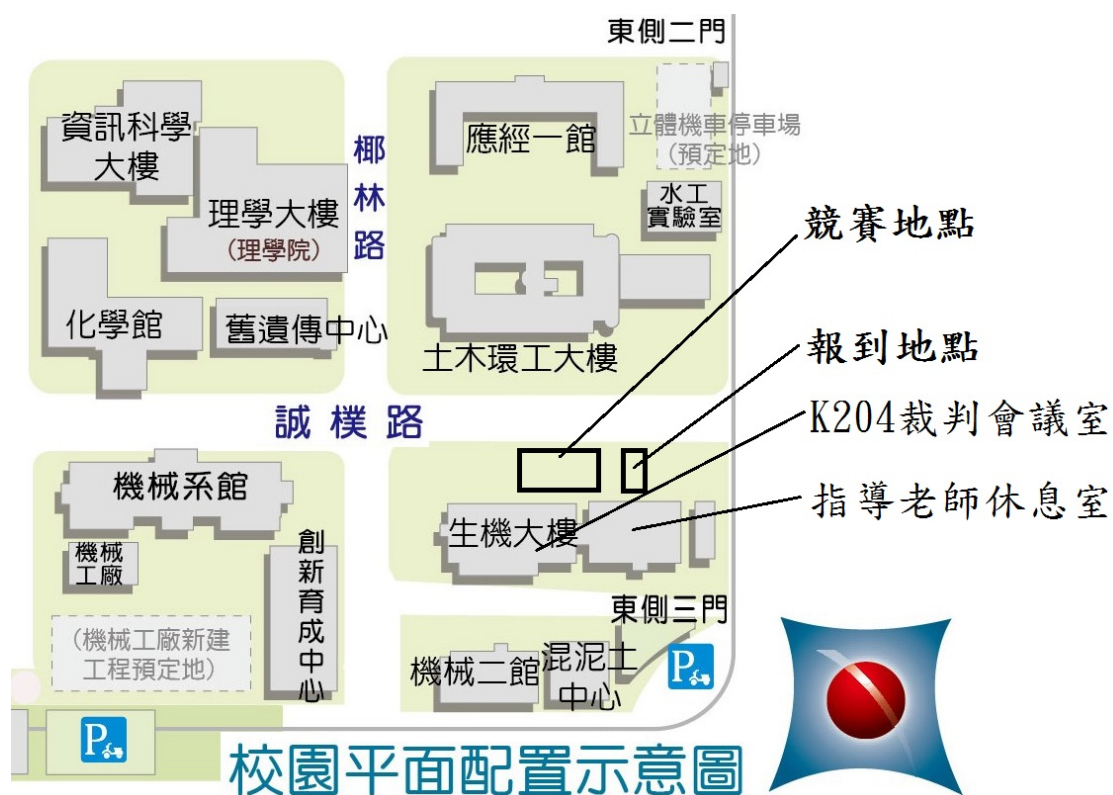 東側二門
資訊科學
大樓
理學大樓
(理學院)
椰林路
應經一館
立體機車停車場
(預定地)
水工
實驗室
競賽地點
化學館
舊遺傳中心
土木環工大樓
報到地點
誠樸路
K204裁判會議室
機械系館
生機大樓
指導老師休息室
機械
工廠
創新育成中心
東側三門
(機械工廠新建
工程預定地)
機械二館
混泥土
中心
P
P
校園平面配置示意圖